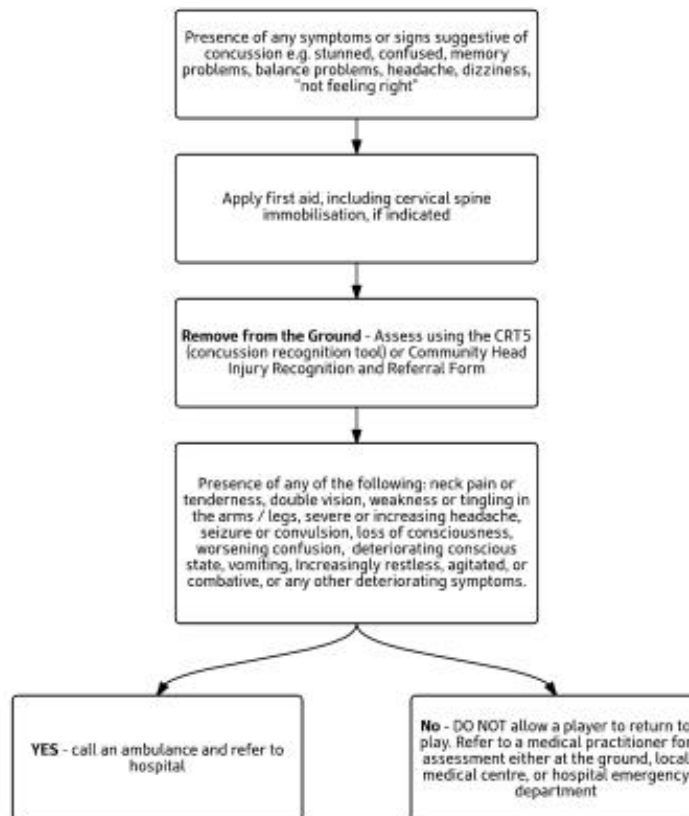 Presence of any symptoms or signs suggestive of
concussion e.g. stunned, confused, memory
problems, balance problems, headache, dizziness,
"not feeling right"
Apply first aid, including cervical spine
immobilisation, if indicated
Remove from the Ground - Assess using the CRT5
(concussion recognition tool) or Community Head
Injury Recognition and Referral Form
Presence of any of the following: neck pain or
tenderness, double vision, weakness or tingling in
the arms / legs, severe or increasing headache,
seizure or convulsion, loss of consciousness,
worsening confusion, deteriorating conscious
state, vomiting, Increasingly restless, agitated, or
combative, or any other deteriorating symptoms.
YES - call an ambulance and refer to
hospital
No - DO NOT allow a player to return to
play. Refer to a medical practitioner for
assessment either at the ground, local
medical centre, or hospital emergency
department